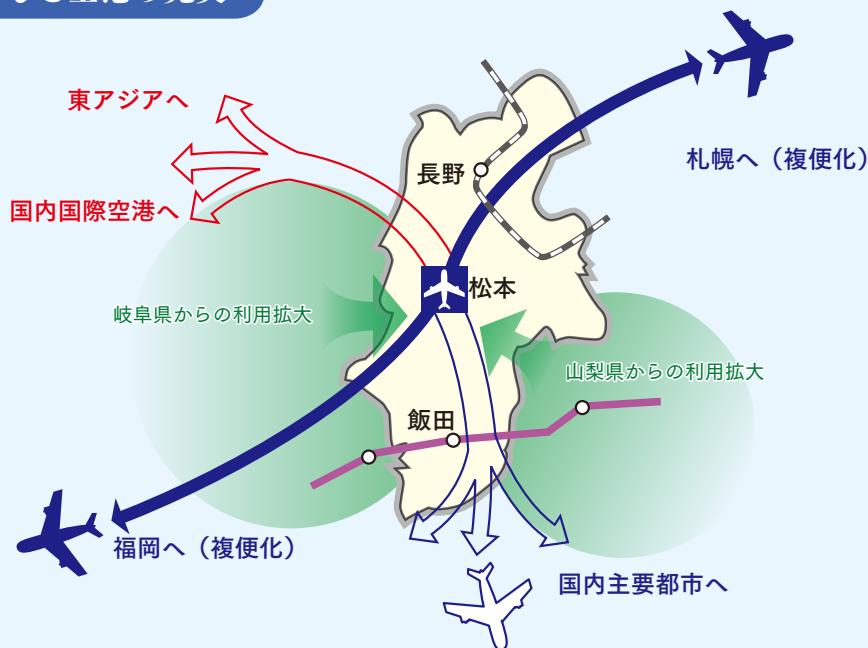 東アジアへ
札幌へ（複便化）
長野
国内国際空港へ
松本
岐阜県からの利用拡大
山梨県からの利用拡大
飯田
福岡へ（複便化）
国内主要都市へ